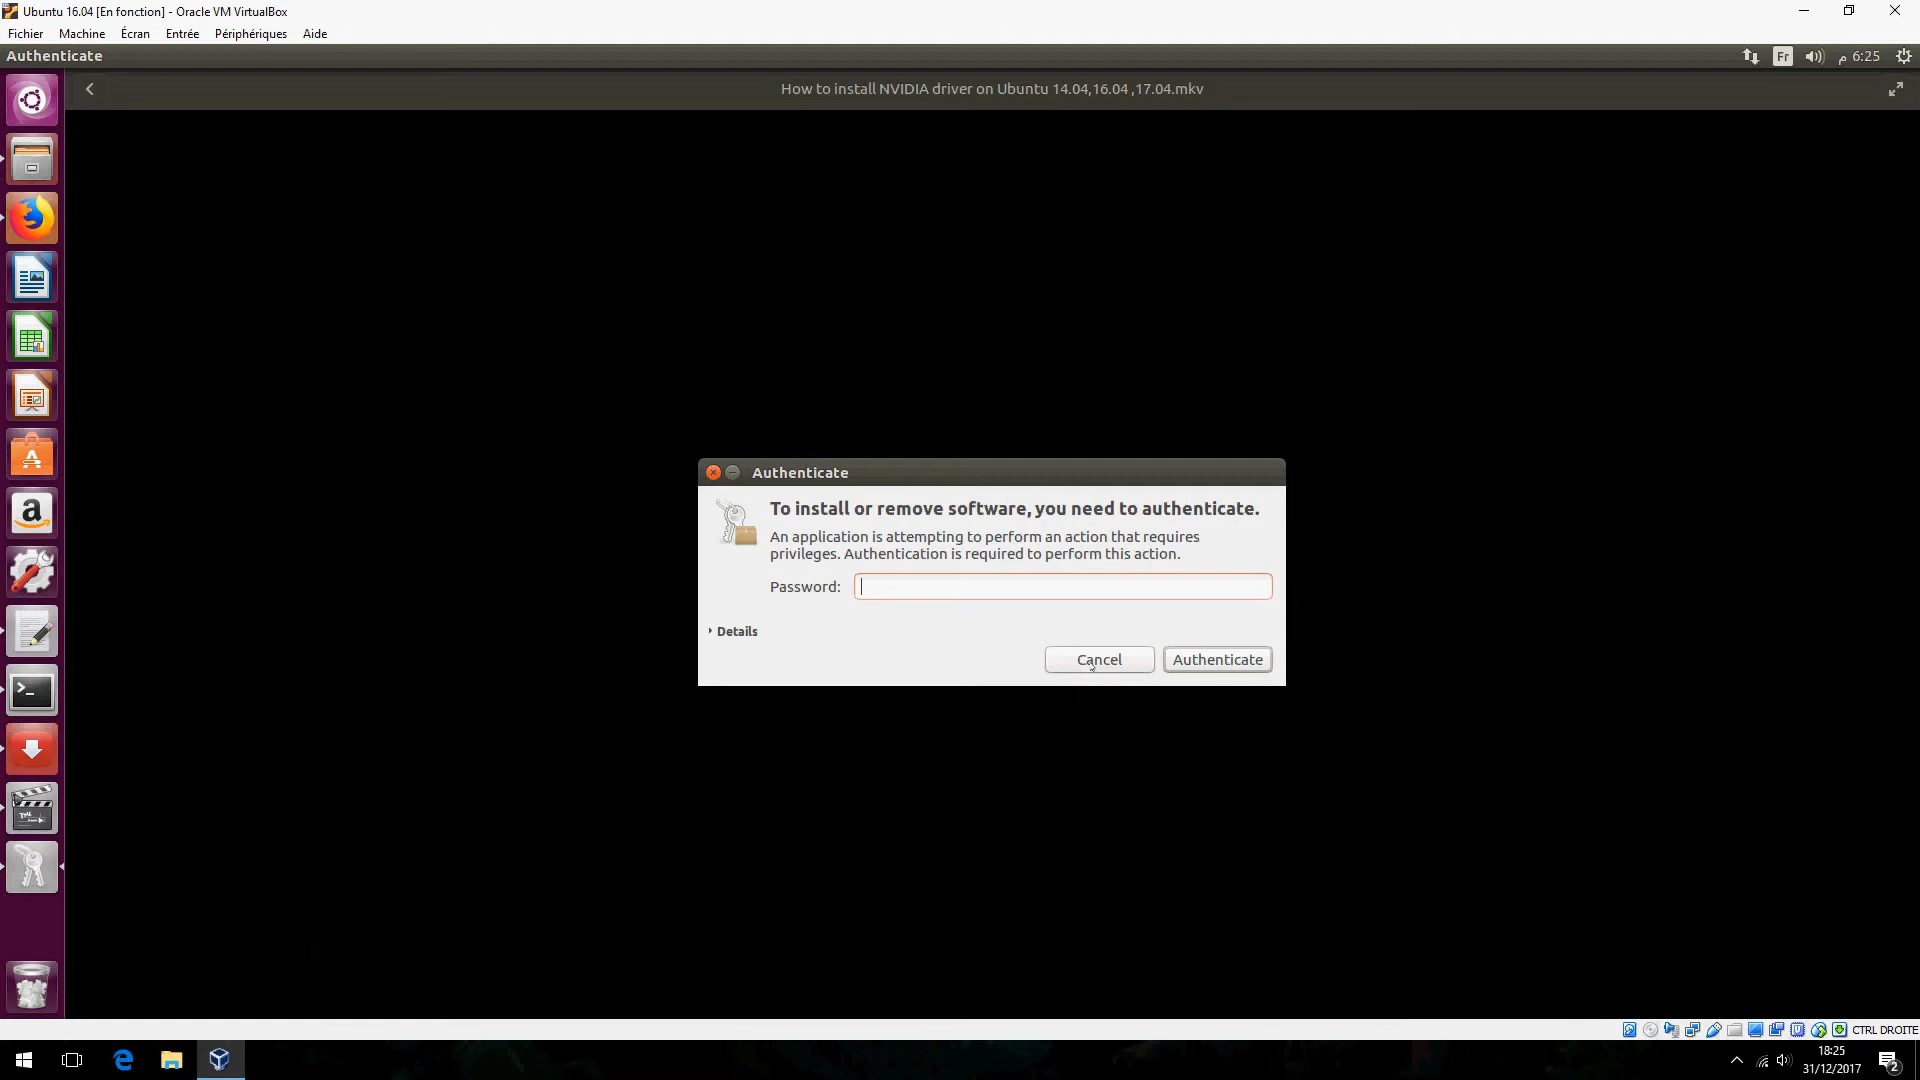 Ubuntu 16.04 [En fonction] - Oracle VM VirtualBox
Fichier Machine Écran Entrée Périphériques Aide
Authenticate
Fr م 6:25
How to install NVIDIA driver on Ubuntu 14.04,16.04 ,17.04.mkv
Authenticate
To install or remove software, you need to authenticate.
An application is attempting to perform an action that requires
privileges. Authentication is required to perform this action.
Password:
Details
Cancel Authenticate
CTRL DROITE
18:25
31/12/2017
2